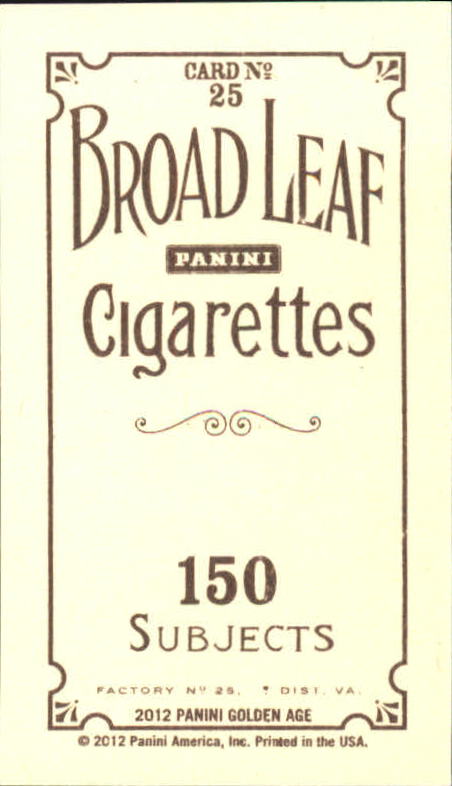 CARD Nº
25
BROAD LEAF
PANINI
Cigarettes
150
SUBJECTS
FACTORY Nº 25, DIST. VA.
2012 PANINI GOLDEN AGE
© 2012 Panini America, Inc. Printed in the USA.